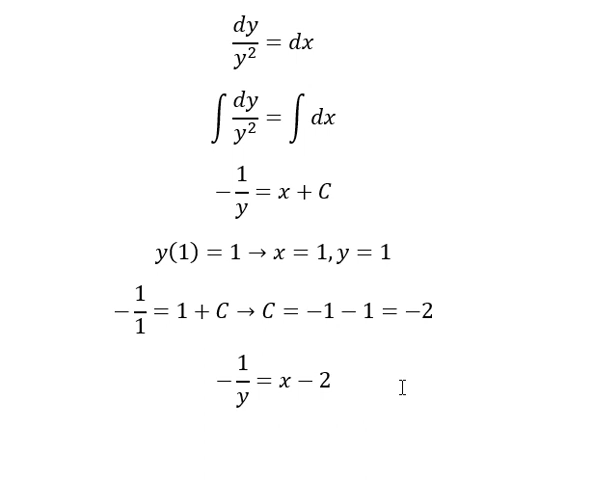 dy/y² = dx
∫ dy/y² = ∫ dx
−1/y = x + C
y(1) = 1 → x = 1, y = 1
−1/1 = 1 + C → C = −1 − 1 = −2
−1/y = x − 2